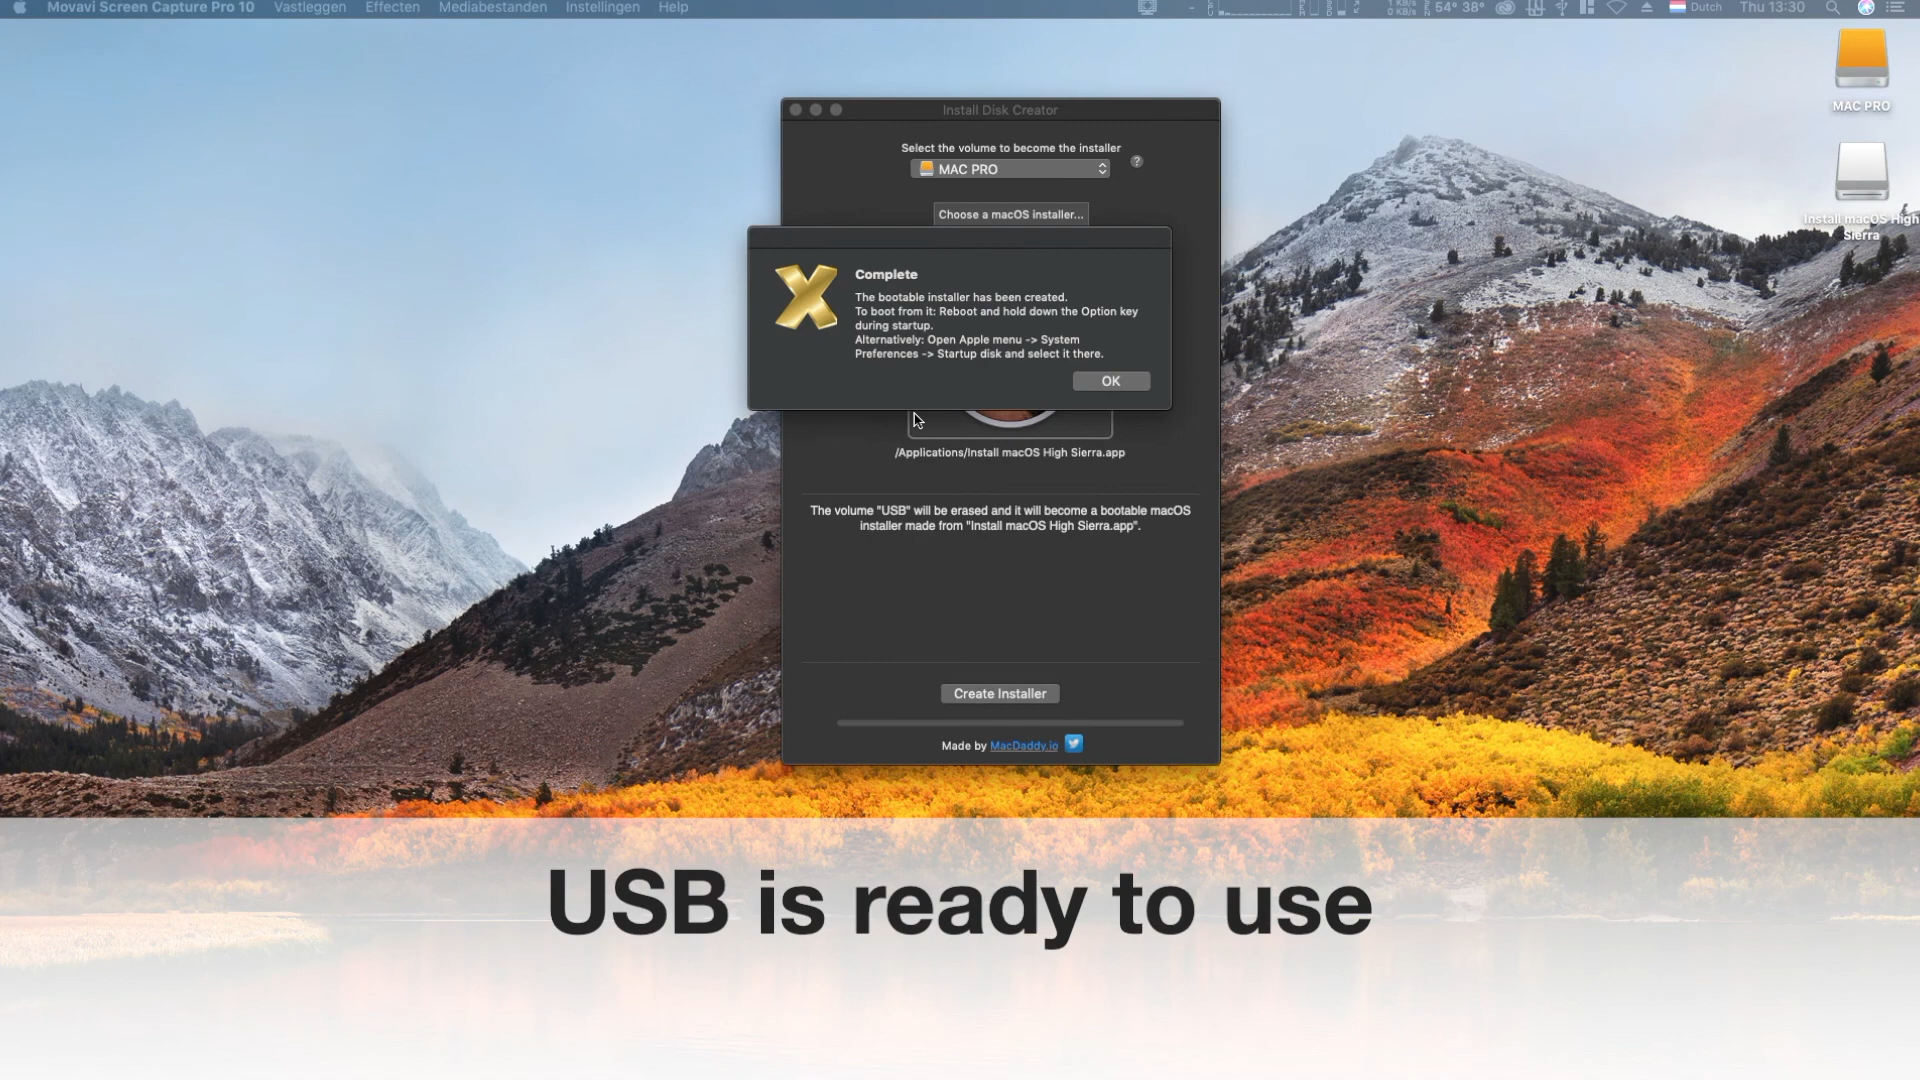 Movavi Screen Capture Pro 10 Vastleggen Effecten Mediabestanden Instellingen Help
54° 38° Dutch Thu 13:30
MAC PRO
Install macOS High
Sierra
Install Disk Creator
Select the volume to become the installer
MAC PRO
?
Choose a macOS installer...
Complete
The bootable installer has been created.
To boot from it: Reboot and hold down the Option key
during startup.
Alternatively: Open Apple menu -> System
Preferences -> Startup disk and select it there.
OK
/Applications/Install macOS High Sierra.app
The volume "USB" will be erased and it will become a bootable macOS
installer made from "Install macOS High Sierra.app".
Create Installer
Made by MacDaddy.io
USB is ready to use